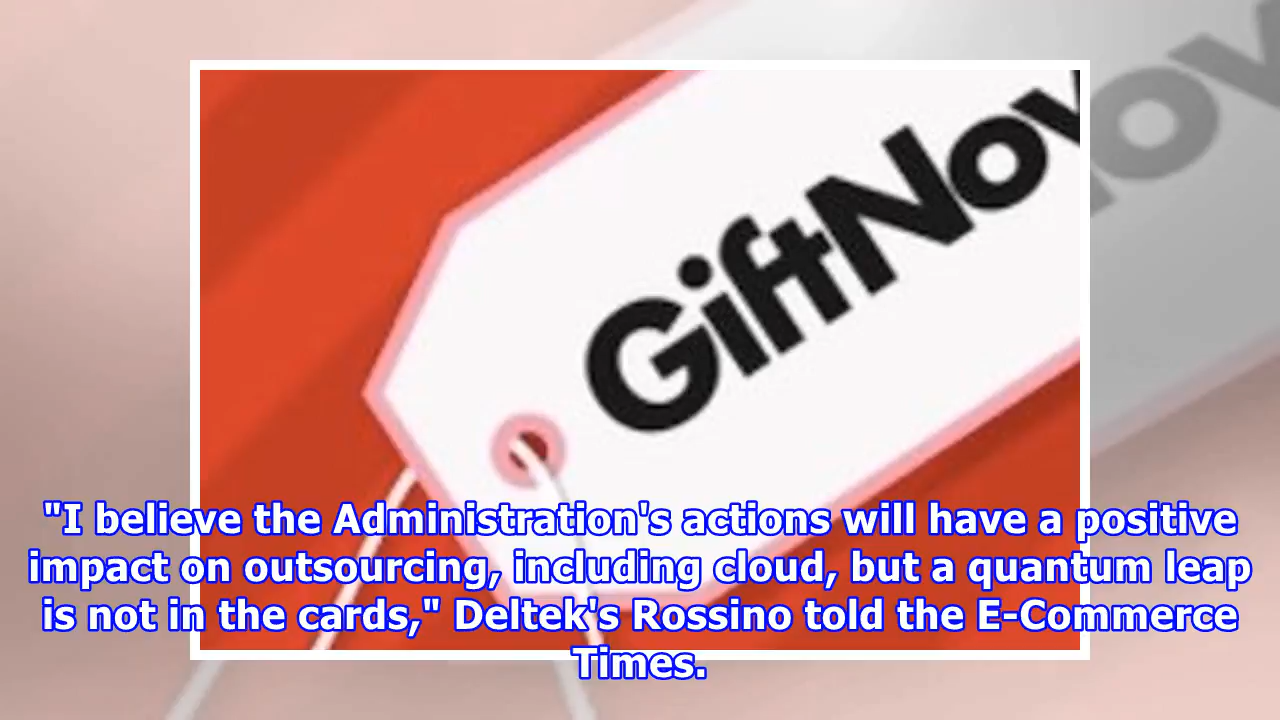 GiftNov
"I believe the Administration's actions will have a positive
impact on outsourcing, including cloud, but a quantum leap
is not in the cards," Deltek's Rossino told the E-Commerce
Times.